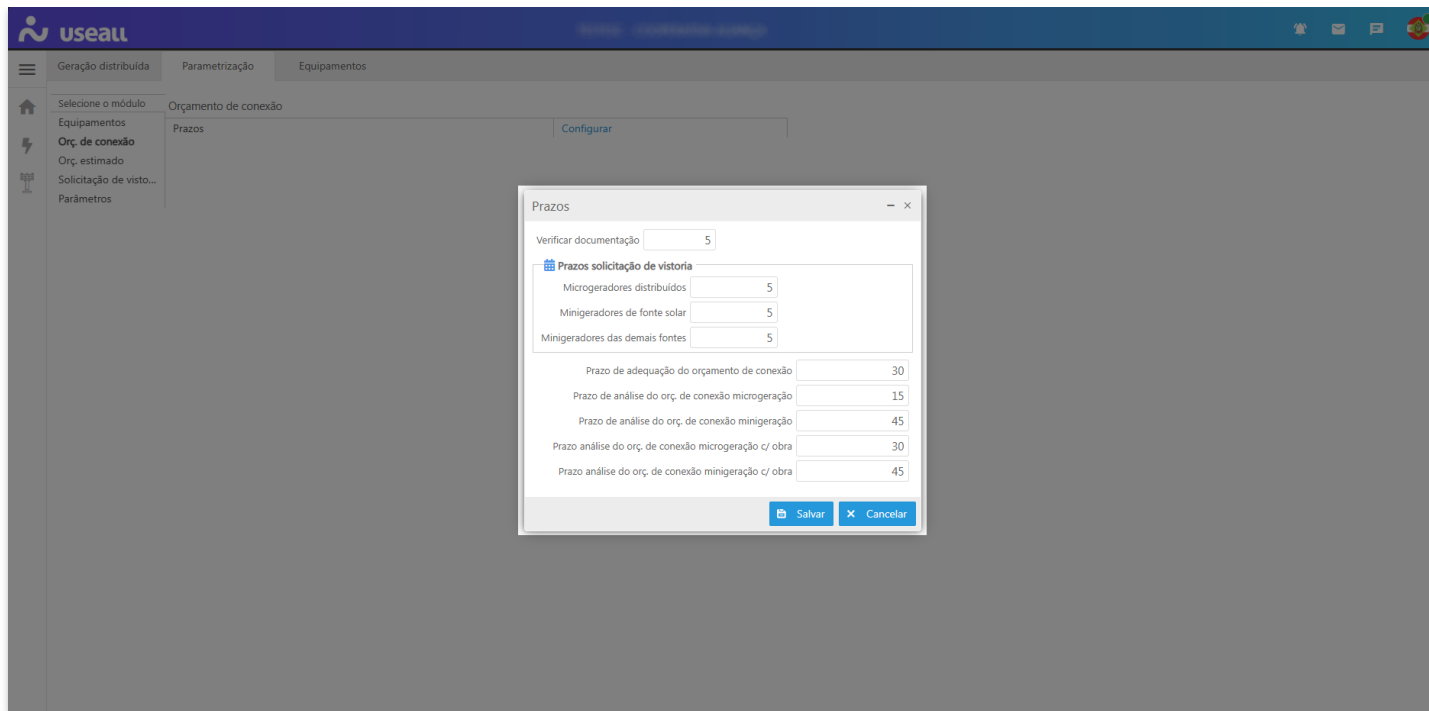 useall
Geração distribuída
Parametrização
Equipamentos
Selecione o módulo
Equipamentos
Orç. de conexão
Orç. estimado
Solicitação de visto...
Parâmetros
Orçamento de conexão
Prazos
Configurar
Prazos
Verificar documentação 5
Prazos solicitação de vistoria
Microgeradores distribuídos 5
Minigeradores de fonte solar 5
Minigeradores das demais fontes 5
Prazo de adequação do orçamento de conexão 30
Prazo de análise do orç. de conexão microgeração 15
Prazo de análise do orç. de conexão minigeração 45
Prazo análise do orç. de conexão microgeração c/ obra 30
Prazo análise do orç. de conexão minigeração c/ obra 45
Salvar
Cancelar